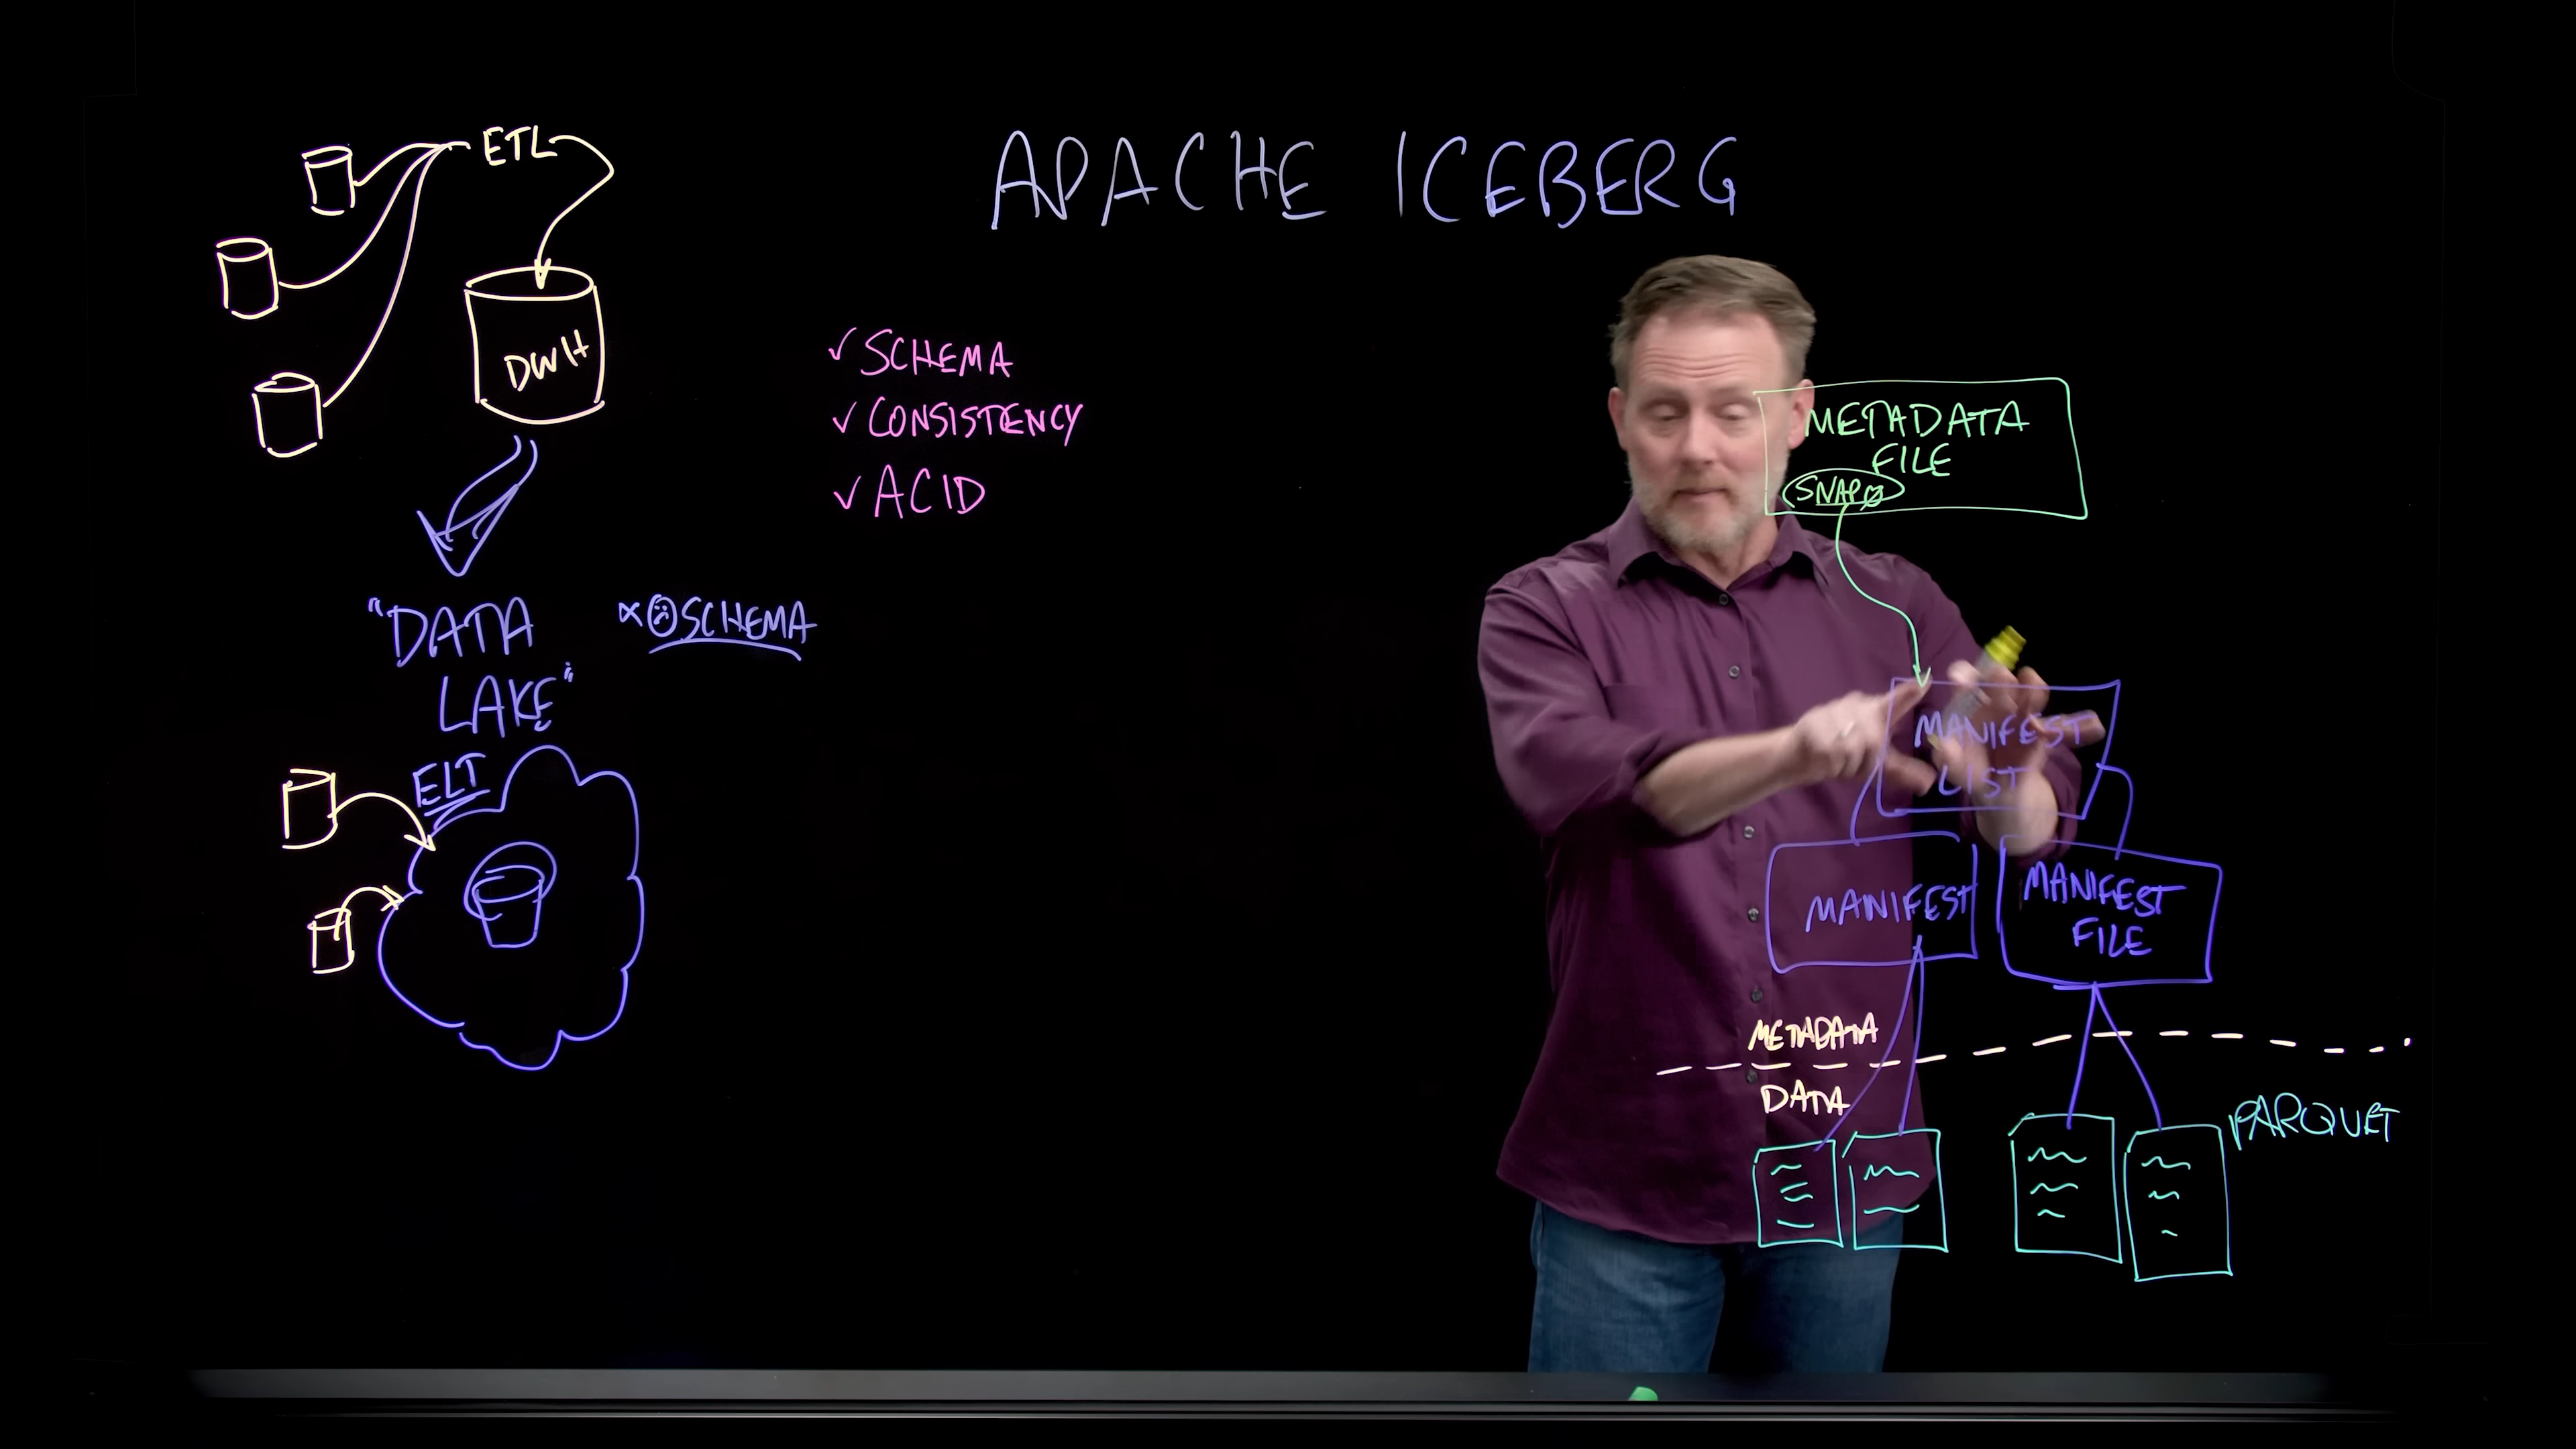 APACHE ICEBERG
ETL
DWH
✓ SCHEMA
✓ CONSISTENCY
✓ ACID
"DATA
LAKE"
× ☹ SCHEMA
ELT
METADATA
FILE
SNAP0
MANIFEST
LIST
MANIFEST
MANIFEST
FILE
METADATA
DATA
PARQUET